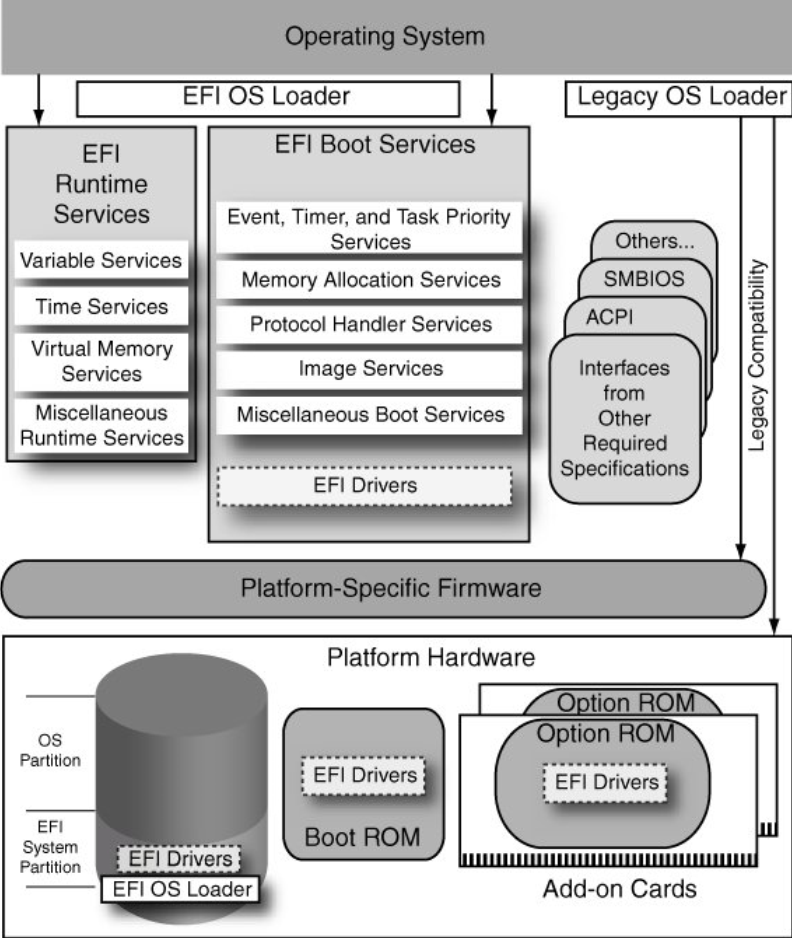 Operating System
EFI OS Loader
Legacy OS Loader
EFI
Runtime
Services
Variable Services
Time Services
Virtual Memory
Services
Miscellaneous
Runtime Services
EFI Boot Services
Event, Timer, and Task Priority
Services
Memory Allocation Services
Protocol Handler Services
Image Services
Miscellaneous Boot Services
EFI Drivers
Others...
SMBIOS
ACPI
Interfaces
from
Other
Required
Specifications
Legacy Compatibility
Platform-Specific Firmware
Platform Hardware
OS
Partition
EFI
System
Partition
EFI Drivers
EFI OS Loader
EFI Drivers
Boot ROM
Option ROM
Option ROM
EFI Drivers
Add-on Cards